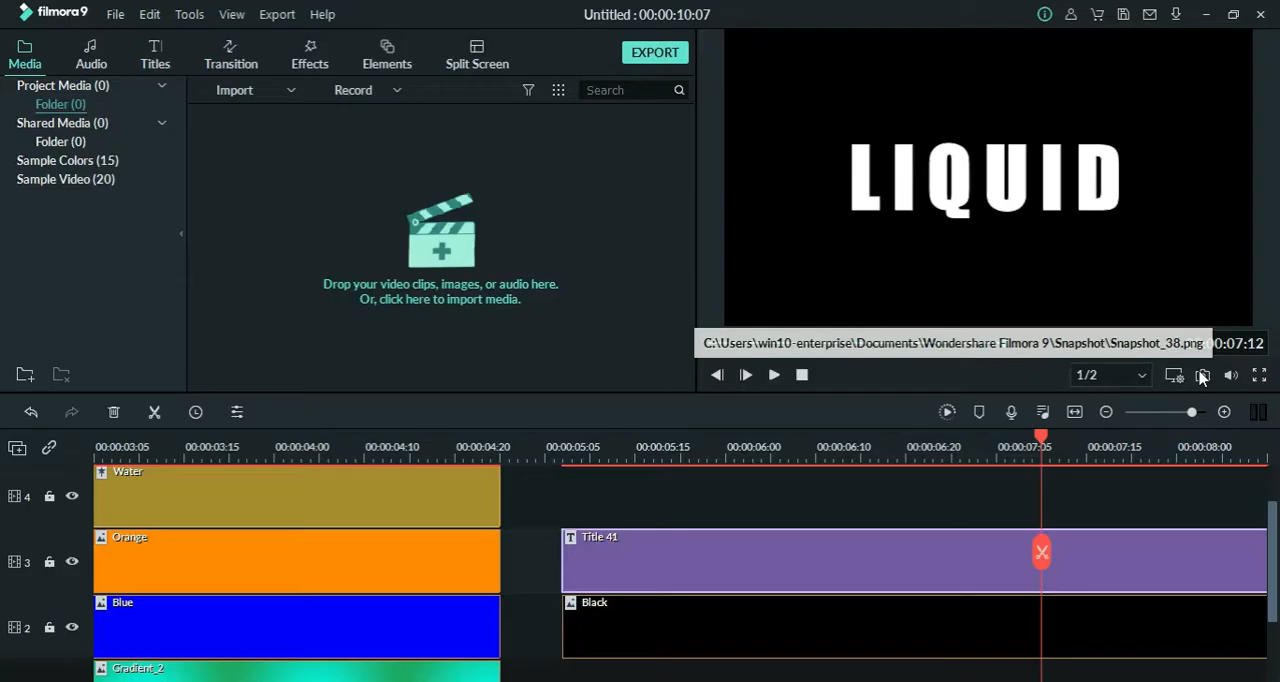 filmora9 File Edit Tools View Export Help Untitled : 00:00:10:07
Media Audio Titles Transition Effects Elements Split Screen EXPORT
Project Media (0)
Folder (0)
Shared Media (0)
Folder (0)
Sample Colors (15)
Sample Video (20)
Import Record Search
Drop your video clips, images, or audio here.
Or, click here to import media.
LIQUID
C:\Users\win10-enterprise\Documents\Wondershare Filmora 9\Snapshot\Snapshot_38.png 00:07:12
1/2
00:00:03:05 00:00:03:15 00:00:04:00 00:00:04:10 00:00:04:20 00:00:05:05 00:00:05:15 00:00:06:00 00:00:06:10 00:00:06:20 00:00:07:05 00:00:07:15 00:00:08:00
4 Water
3 Orange Title 41
2 Blue Black
Gradient_2